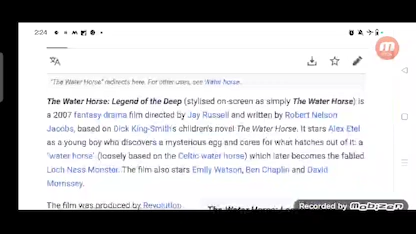 2:24
"The Water Horse" redirects here. For other uses, see Water horse.
The Water Horse: Legend of the Deep (stylised on-screen as simply The Water Horse) is
a 2007 fantasy drama film directed by Jay Russell and written by Robert Nelson
Jacobs, based on Dick King-Smith's children's novel The Water Horse. It stars Alex Etel
as a young boy who discovers a mysterious egg and cares for what hatches out of it: a
'water horse' (loosely based on the Celtic water horse) which later becomes the fabled
Loch Ness Monster. The film also stars Emily Watson, Ben Chaplin and David
Morrissey.
The film was produced by Revolution
The Water Horse:
Recorded by mobizen